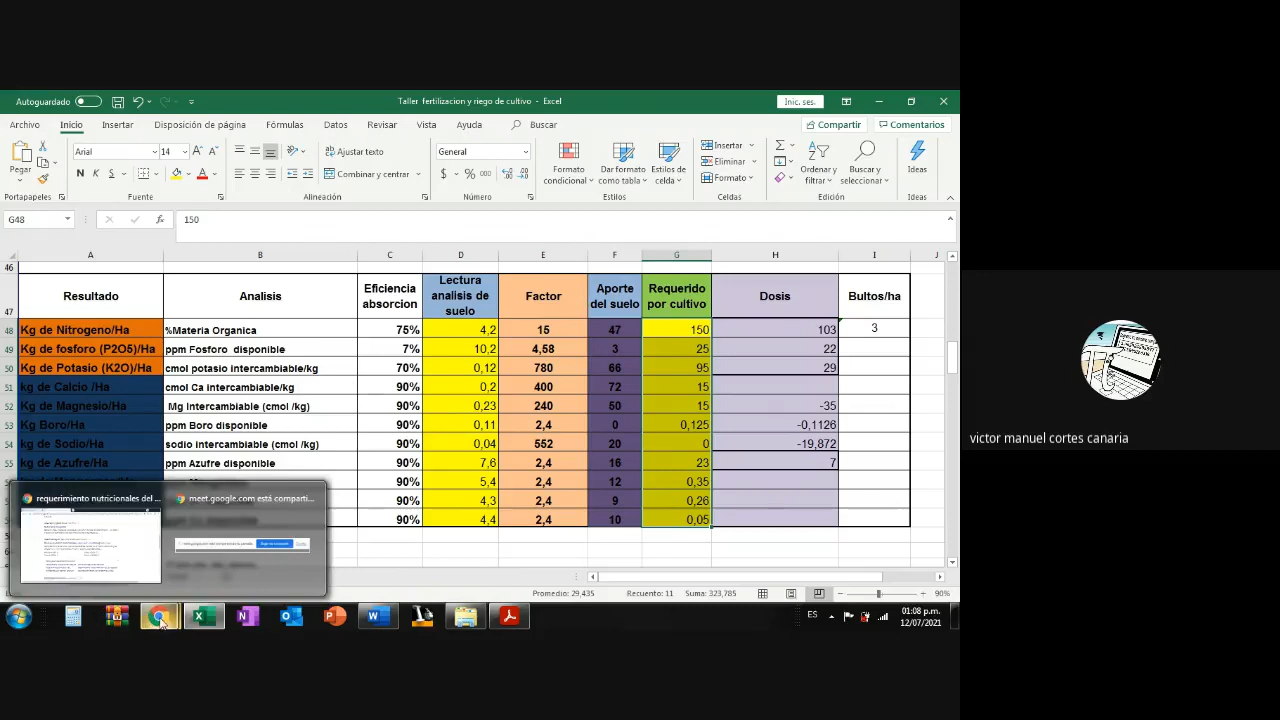 Autoguardado
Taller fertilizacion y riego de cultivo - Excel
Inic. ses.
Archivo Inicio Insertar Disposición de página Fórmulas Datos Revisar Vista Ayuda Buscar Compartir Comentarios
Pegar
Arial 14
Ajustar texto
General
N K S
Combinar y centrar
$ % 000
Formato condicional
Dar formato como tabla
Estilos de celda
Insertar
Eliminar
Formato
Ordenar y filtrar
Buscar y seleccionar
Ideas
Portapapeles Fuente Alineación Número Estilos Celdas Edición Ideas
G48 fx 150
A B C D E F G H I J
46
47 Resultado Analisis Eficiencia absorcion Lectura analisis de suelo Factor Aporte del suelo Requerido por cultivo Dosis Bultos/ha
48 Kg de Nitrogeno/Ha %Materia Organica 75% 4,2 15 47 150 103 3
49 Kg de fosforo (P2O5)/Ha ppm Fosforo disponible 7% 10,2 4,58 3 25 22
50 Kg de Potasio (K2O)/Ha cmol potasio intercambiable/kg 70% 0,12 780 66 95 29
51 kg de Calcio /Ha cmol Ca intercambiable/kg 90% 0,2 400 72 15
52 Kg de Magnesio/Ha Mg Intercambiable (cmol /kg) 90% 0,23 240 50 15 -35
53 Kg Boro/Ha ppm Boro disponible 90% 0,11 2,4 0 0,125 -0,1126
54 kg de Sodio/Ha sodio intercambiable (cmol /kg) 90% 0,04 552 20 0 -19,872
55 kg de Azufre/Ha ppm Azufre disponible 90% 7,6 2,4 16 23 7
90% 5,4 2,4 12 0,35
90% 4,3 2,4 9 0,26
90% 4,4 2,4 10 0,05
requerimiento nutricionales del ...
meet.google.com está comparti...
Promedio: 29,435 Recuento: 11 Suma: 323,785 90%
ES
01:08 p.m.
12/07/2021
victor manuel cortes canaria